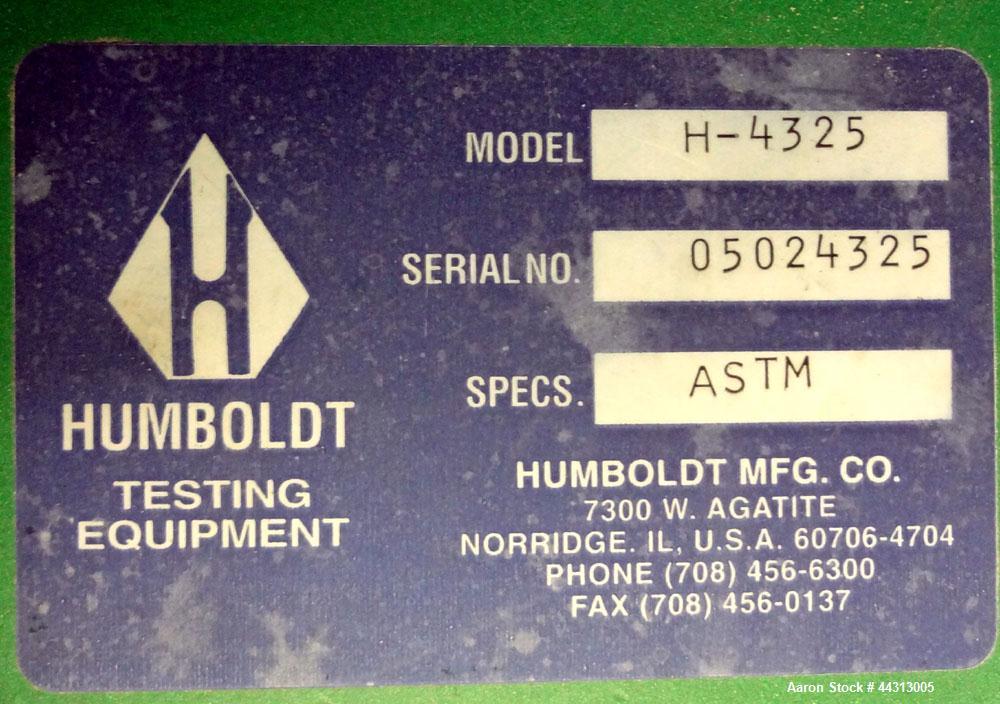 MODEL H-4325
SERIAL NO. 05024325
SPECS. ASTM
HUMBOLDT
TESTING
EQUIPMENT
HUMBOLDT MFG. CO.
7300 W. AGATITE
NORRIDGE. IL, U.S.A. 60706-4704
PHONE (708) 456-6300
FAX (708) 456-0137
Aaron Stock # 44313005